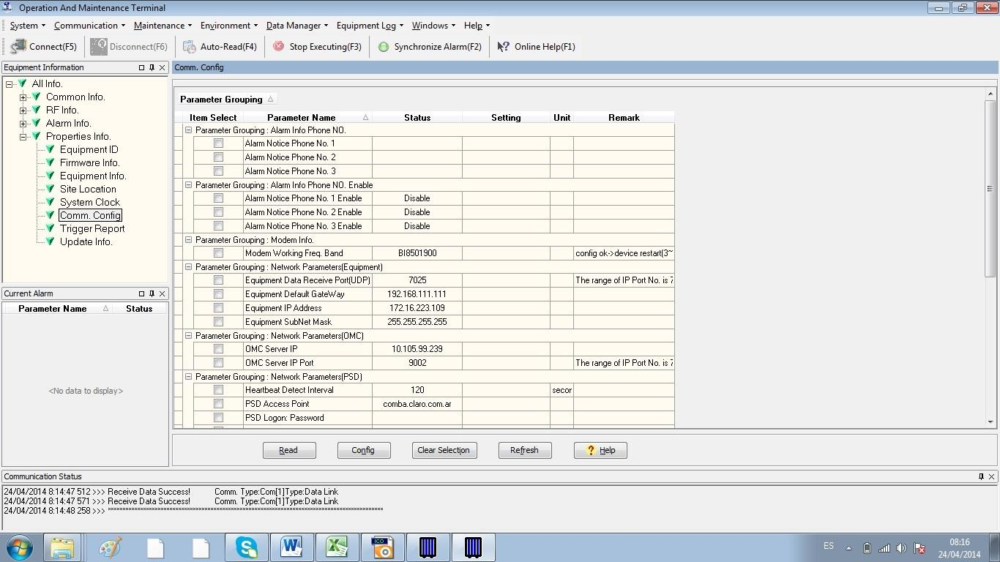 Operation And Maintenance Terminal
System Communication Maintenance Environment Data Manager Equipment Log Windows Help
Connect(F5) Disconnect(F6) Auto-Read(F4) Stop Executing(F3) Synchronize Alarm(F2) Online Help(F1)
Equipment Information
All Info.
Common Info.
RF Info.
Alarm Info.
Properties Info.
Equipment ID
Firmware Info.
Equipment Info.
Site Location
System Clock
Comm. Config
Trigger Report
Update Info.
Current Alarm
Parameter Name Status
<No data to display>
Comm. Config
Parameter Grouping
Item Select Parameter Name Status Setting Unit Remark
Parameter Grouping : Alarm Info Phone NO.
Alarm Notice Phone No. 1
Alarm Notice Phone No. 2
Alarm Notice Phone No. 3
Parameter Grouping : Alarm Info Phone NO. Enable
Alarm Notice Phone No. 1 Enable Disable
Alarm Notice Phone No. 2 Enable Disable
Alarm Notice Phone No. 3 Enable Disable
Parameter Grouping : Modem Info.
Modem Working Freq. Band BI8501900 config ok->device restart(3~
Parameter Grouping : Network Parameters(Equipment)
Equipment Data Receive Port(UDP) 7025 The range of IP Port No. is 7
Equipment Default GateWay 192.168.111.111
Equipment IP Address 172.16.223.109
Equipment SubNet Mask 255.255.255.255
Parameter Grouping : Network Parameters(OMC)
OMC Server IP 10.105.99.239
OMC Server IP Port 9002 The range of IP Port No. is 7
Parameter Grouping : Network Parameters(PSD)
Heartbeat Detect Interval 120 secor
PSD Access Point comba.claro.com.ar
PSD Logon: Password
Read Config Clear Selection Refresh Help
Communication Status
24/04/2014 8:14:47 512 >>> Receive Data Success! Comm. Type:Com[1]Type:Data Link
24/04/2014 8:14:47 571 >>> Receive Data Success! Comm. Type:Com[1]Type:Data Link
24/04/2014 8:14:48 258 >>>
ICO
ES
08:16
24/04/2014